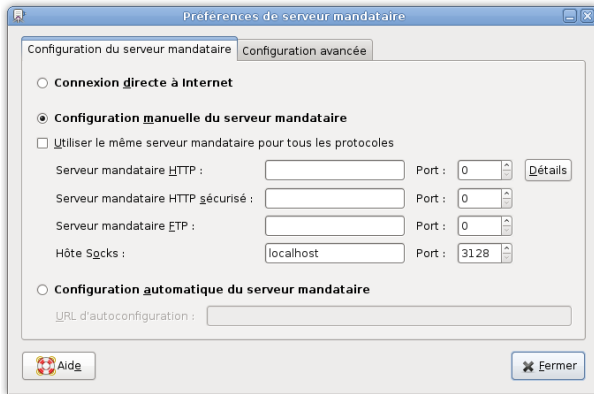 Préférences de serveur mandataire
Configuration du serveur mandataire Configuration avancée
Connexion directe à Internet
Configuration manuelle du serveur mandataire
Utiliser le même serveur mandataire pour tous les protocoles
Serveur mandataire HTTP : Port : 0 Détails
Serveur mandataire HTTP sécurisé : Port : 0
Serveur mandataire FTP : Port : 0
Hôte Socks : localhost Port : 3128
Configuration automatique du serveur mandataire
URL d'autoconfiguration :
Aide Fermer